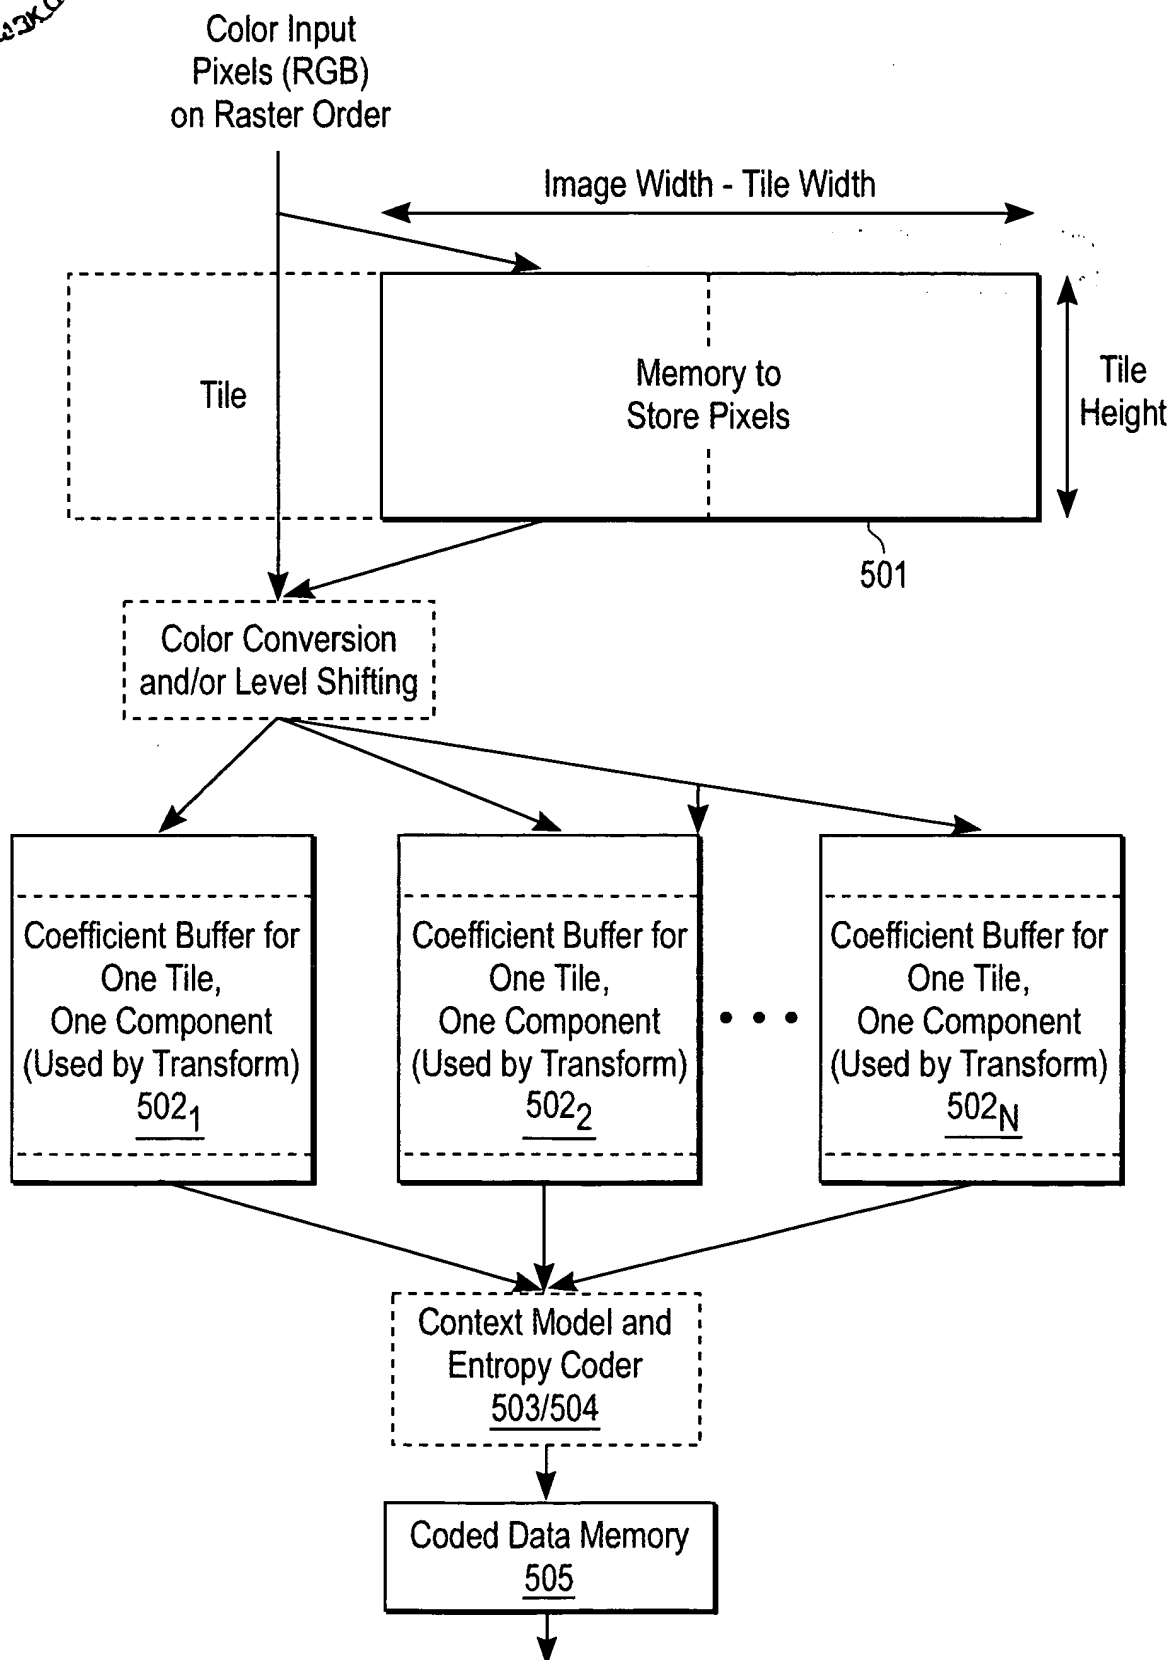 Color Input
Pixels (RGB)
on Raster Order
Image Width - Tile Width
Tile
Memory to
Store Pixels
Tile
Height
501
Color Conversion
and/or Level Shifting
Coefficient Buffer for
One Tile,
One Component
(Used by Transform)
502₁
Coefficient Buffer for
One Tile,
One Component
(Used by Transform)
502₂
• • •
Coefficient Buffer for
One Tile,
One Component
(Used by Transform)
502N
Context Model and
Entropy Coder
503/504
Coded Data Memory
505